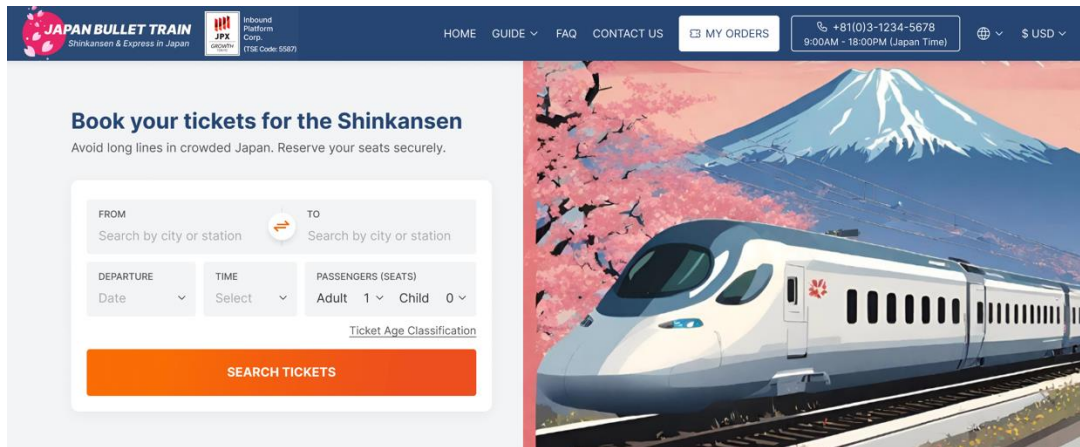 JAPAN BULLET TRAIN
Shinkansen & Express in Japan
JPX
GROWTH
TOKYO
Inbound
Platform
Corp.
(TSE Code: 5587)
HOME
GUIDE
FAQ
CONTACT US
MY ORDERS
+81(0)3-1234-5678
9:00AM - 18:00PM (Japan Time)
$ USD
Book your tickets for the Shinkansen
Avoid long lines in crowded Japan. Reserve your seats securely.
FROM
Search by city or station
TO
Search by city or station
DEPARTURE
Date
TIME
Select
PASSENGERS (SEATS)
Adult 1 Child 0
Ticket Age Classification
SEARCH TICKETS